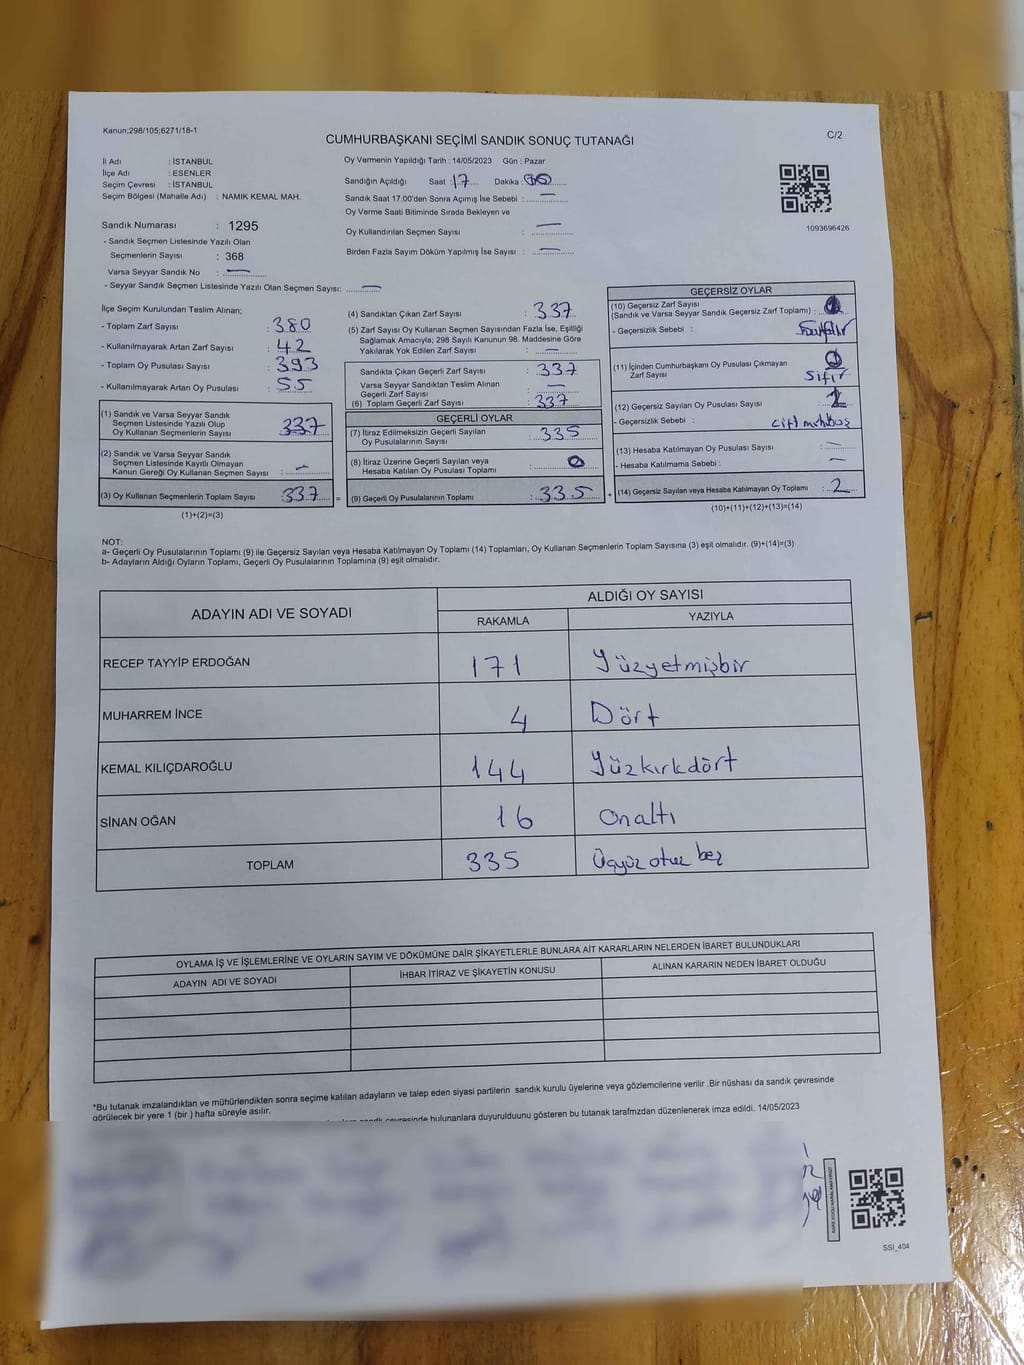 Kanun;298/105;6271/18-1
C/2
CUMHURBAŞKANI SEÇİMİ SANDIK SONUÇ TUTANAĞI
İl Adı : İSTANBUL
İlçe Adı : ESENLER
Seçim Çevresi : İSTANBUL
Seçim Bölgesi (Mahalle Adı) : NAMIK KEMAL MAH.
Sandık Numarası : 1295
- Sandık Seçmen Listesinde Yazılı Olan
Seçmenlerin Sayısı : 368
Varsa Seyyar Sandık No : —
- Seyyar Sandık Seçmen Listesinde Yazılı Olan Seçmen Sayısı: —
Oy Vermenin Yapıldığı Tarih : 14/05/2023 Gün : Pazar
Sandığın Açıldığı Saat : 17 Dakika :
Sandık Saat 17:00'den Sonra Açımış İse Sebebi : —
Oy Verme Saati Bitiminde Sırada Bekleyen ve
Oy Kullandırılan Seçmen Sayısı : —
Birden Fazla Sayım Döküm Yapılmış İse Sayısı : —
1093696426
İlçe Seçim Kurulundan Teslim Alınan;
- Toplam Zarf Sayısı : 380
- Kullanılmayarak Artan Zarf Sayısı : 42
- Toplam Oy Pusulası Sayısı : 393
- Kullanılmayarak Artan Oy Pusulası : 55
(1) Sandık ve Varsa Seyyar Sandık
Seçmen Listesinde Yazılı Olup
Oy Kullanan Seçmenlerin Sayısı : 337
(2) Sandık ve Varsa Seyyar Sandık
Seçmen Listesinde Kayıtlı Olmayan
Kanun Gereği Oy Kullanan Seçmen Sayısı : —
(3) Oy Kullanan Seçmenlerin Toplam Sayısı : 337 =
(1)+(2)=(3)
(4) Sandıktan Çıkan Zarf Sayısı : 337
(5) Zarf Sayısı Oy Kullanan Seçmen Sayısından Fazla İse, Eşitliği
Sağlamak Amacıyla; 298 Sayılı Kanunun 98. Maddesine Göre
Yakılarak Yok Edilen Zarf Sayısı : —
Sandıkta Çıkan Geçerli Zarf Sayısı : 337
Varsa Seyyar Sandıktan Teslim Alınan
Geçerli Zarf Sayısı : —
(6) Toplam Geçerli Zarf Sayısı : 337
GEÇERLİ OYLAR
(7) İtiraz Edilmeksizin Geçerli Sayılan
Oy Pusulalarının Sayısı : 335
(8) İtiraz Üzerine Geçerli Sayılan veya
Hesaba Katılan Oy Pusulası Toplamı :
(9) Geçerli Oy Pusulalarının Toplamı : 335 +
GEÇERSİZ OYLAR
(10) Geçersiz Zarf Sayısı
(Sandık ve Varsa Seyyar Sandık Geçersiz Zarf Toplamı) :
- Geçersizlik Sebebi :
(11) İçinden Cumhurbaşkanı Oy Pusulası Çıkmayan
Zarf Sayısı : Sıfır
(12) Geçersiz Sayılan Oy Pusulası Sayısı : 2
- Geçersizlik Sebebi :
(13) Hesaba Katılmayan Oy Pusulası Sayısı : —
- Hesaba Katılmama Sebebi : —
(14) Geçersiz Sayılan veya Hesaba Katılmayan Oy Toplamı : 2
(10)+(11)+(12)+(13)=(14)
NOT:
a- Geçerli Oy Pusulalarının Toplamı (9) ile Geçersiz Sayılan veya Hesaba Katılmayan Oy Toplamı (14) Toplamları, Oy Kullanan Seçmenlerin Toplam Sayısına (3) eşit olmalıdır. (9)+(14)=(3)
b- Adayların Aldığı Oyların Toplamı, Geçerli Oy Pusulalarının Toplamına (9) eşit olmalıdır.
ADAYIN ADI VE SOYADI
ALDIĞI OY SAYISI
RAKAMLA YAZIYLA
RECEP TAYYİP ERDOĞAN 171 Yüzyetmişbir
MUHARREM İNCE 4 Dört
KEMAL KILIÇDAROĞLU 144 Yüzkırkdört
SİNAN OĞAN 16 Onaltı
TOPLAM 335 Üçyüz otuz beş
OYLAMA İŞ VE İŞLEMLERİNE VE OYLARIN SAYIM VE DÖKÜMÜNE DAİR ŞİKAYETLERLE BUNLARA AİT KARARLARIN NELERDEN İBARET BULUNDUKLARI
ADAYIN ADI VE SOYADI İHBAR İTİRAZ VE ŞİKAYETİN KONUSU ALINAN KARARIN NEDEN İBARET OLDUĞU
*Bu tutanak imzalandıktan ve mühürlendikten sonra seçime katılan adayların ve talep eden siyasi partilerin sandık kurulu üyelerine veya gözlemcilerine verilir .Bir nüshası da sandık çevresinde
görülecek bir yere 1 (bir ) hafta süreyle asılır.
sandık çevresinde bulunanlara duyurulduunu gösteren bu tutanak tarafmzdan düzenlenerek imza edildi. 14/05/2023
SSI_404